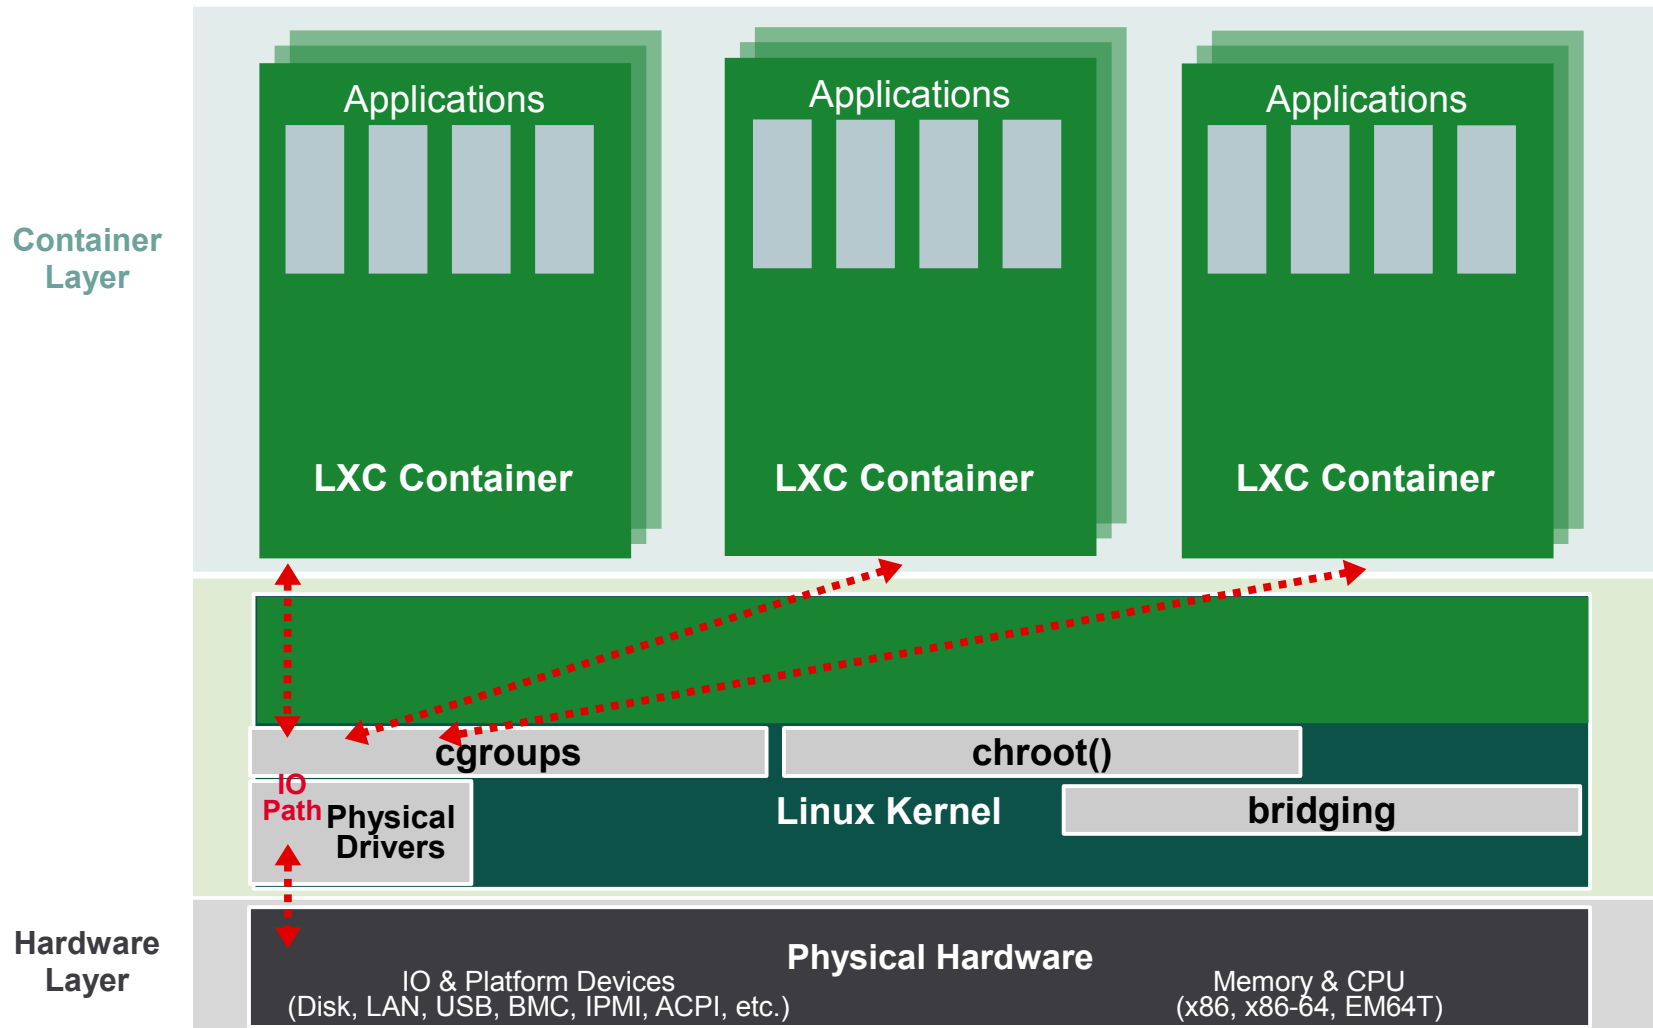 Applications
Applications
Applications
Container
Layer
LXC Container
LXC Container
LXC Container
cgroups
chroot()
IO
Path
Physical
Drivers
Linux Kernel
bridging
Hardware
Layer
Physical Hardware
IO & Platform Devices
(Disk, LAN, USB, BMC, IPMI, ACPI, etc.)
Memory & CPU
(x86, x86-64, EM64T)